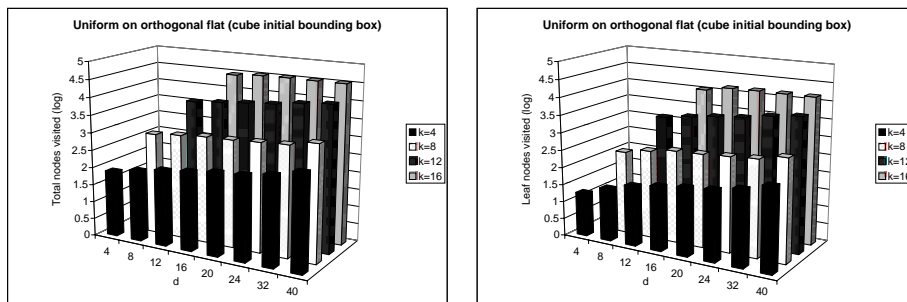 Uniform on orthogonal flat (cube initial bounding box)
Total nodes visited (log)
5
4.5
4
3.5
3
2.5
2
1.5
1
0.5
0
4
8
12
16
20
24
32
40
d
k=4
k=8
k=12
k=16
Uniform on orthogonal flat (cube initial bounding box)
Leaf nodes visited (log)
5
4.5
4
3.5
3
2.5
2
1.5
1
0.5
0
4
8
12
16
20
24
32
40
d
k=4
k=8
k=12
k=16